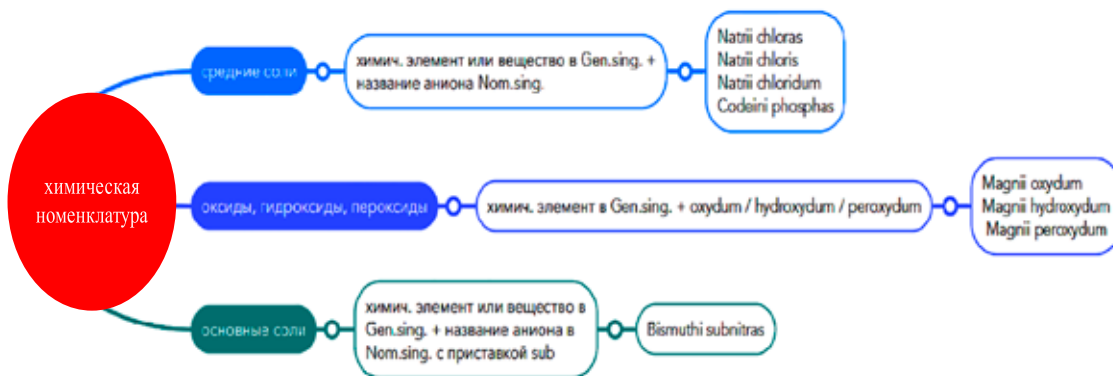 химическая
номенклатура
средние соли
химич. элемент или вещество в Gen.sing. +
название аниона Nom.sing.
Natrii chloras
Natrii chloris
Natrii chloridum
Codeini phosphas
оксиды, гидроксиды, пероксиды
химич. элемент в Gen.sing. + oxydum / hydroxydum / peroxydum
Magnii oxydum
Magnii hydroxydum
Magnii peroxydum
основные соли
химич. элемент или вещество в
Gen.sing. + название аниона в
Nom.sing. с приставкой sub
Bismuthi subnitras